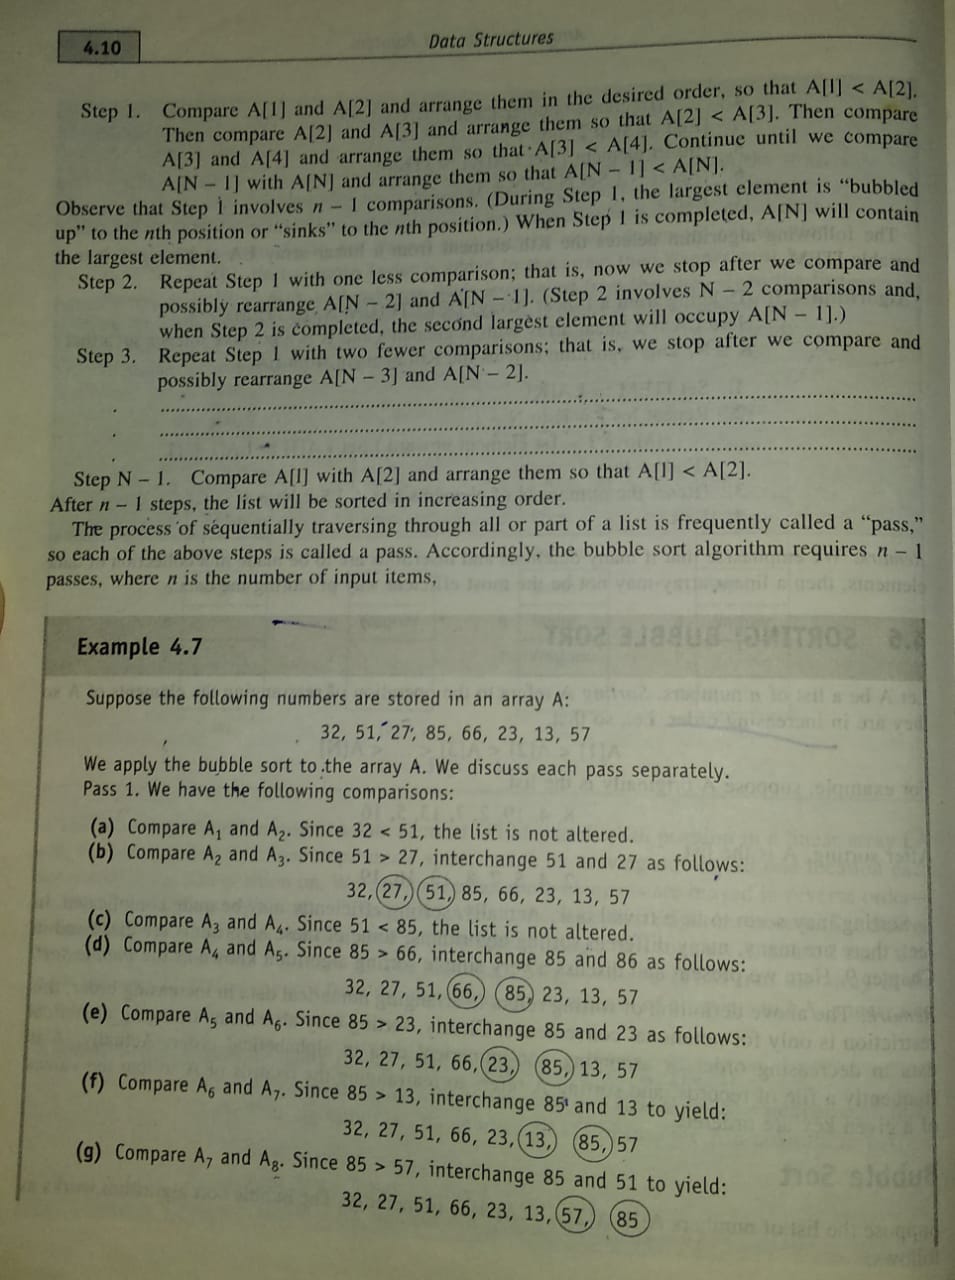 4.10
Data Structures
Step 1. Compare A[1] and A[2] and arrange them in the desired order, so that A[1] < A[2].
Then compare A[2] and A[3] and arrange them so that A[2] < A[3]. Then compare
A[3] and A[4] and arrange them so that A[3] < A[4]. Continue until we compare
A[N – 1] with A[N] and arrange them so that A[N – 1] < A[N].
Observe that Step 1 involves n – 1 comparisons. (During Step 1, the largest element is “bubbled
up” to the nth position or “sinks” to the nth position.) When Step 1 is completed, A[N] will contain
the largest element.
Step 2. Repeat Step 1 with one less comparison; that is, now we stop after we compare and
possibly rearrange A[N – 2] and A[N – 1]. (Step 2 involves N – 2 comparisons and,
when Step 2 is completed, the second largest element will occupy A[N – 1].)
Step 3. Repeat Step 1 with two fewer comparisons; that is, we stop after we compare and
possibly rearrange A[N – 3] and A[N – 2].
Step N – 1. Compare A[1] with A[2] and arrange them so that A[1] < A[2].
After n – 1 steps, the list will be sorted in increasing order.
The process of sequentially traversing through all or part of a list is frequently called a “pass,”
so each of the above steps is called a pass. Accordingly, the bubble sort algorithm requires n – 1
passes, where n is the number of input items,
Example 4.7
Suppose the following numbers are stored in an array A:
32, 51, 27, 85, 66, 23, 13, 57
We apply the bubble sort to the array A. We discuss each pass separately.
Pass 1. We have the following comparisons:
(a) Compare A₁ and A₂. Since 32 < 51, the list is not altered.
(b) Compare A₂ and A₃. Since 51 > 27, interchange 51 and 27 as follows:
32, 27, 51, 85, 66, 23, 13, 57
(c) Compare A₃ and A₄. Since 51 < 85, the list is not altered.
(d) Compare A₄ and A₅. Since 85 > 66, interchange 85 and 86 as follows:
32, 27, 51, 66, 85, 23, 13, 57
(e) Compare A₅ and A₆. Since 85 > 23, interchange 85 and 23 as follows:
32, 27, 51, 66, 23, 85, 13, 57
(f) Compare A₆ and A₇. Since 85 > 13, interchange 85 and 13 to yield:
32, 27, 51, 66, 23, 13, 85, 57
(g) Compare A₇ and A₈. Since 85 > 57, interchange 85 and 51 to yield:
32, 27, 51, 66, 23, 13, 57, 85